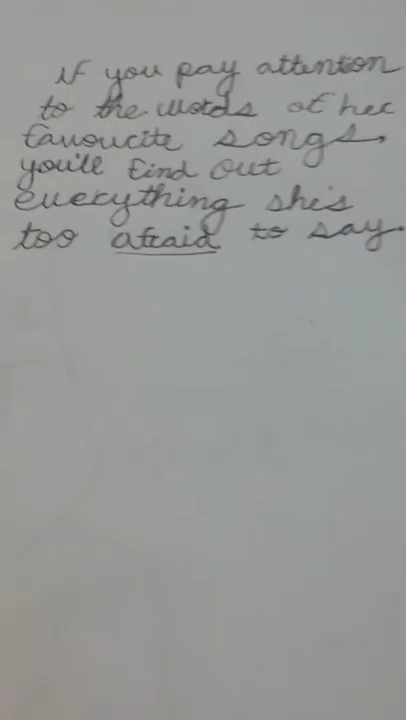 if you pay attention
to the words of her
favourite songs,
you'll find out
everything she's
too afraid to say.